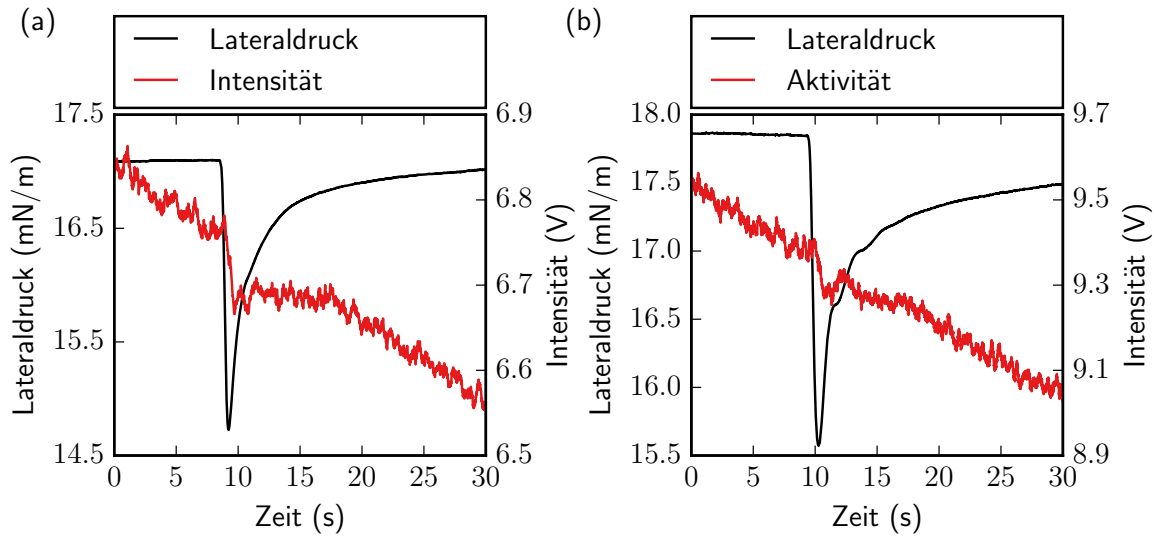 (a)
Lateraldruck
Intensität
17.5
16.5
15.5
14.5
Lateraldruck (mN/m)
6.9
6.8
6.7
6.6
6.5
Intensität (V)
0 5 10 15 20 25 30
Zeit (s)
(b)
Lateraldruck
Aktivität
18.0
17.5
17.0
16.5
16.0
15.5
Lateraldruck (mN/m)
9.7
9.5
9.3
9.1
8.9
Intensität (V)
0 5 10 15 20 25 30
Zeit (s)